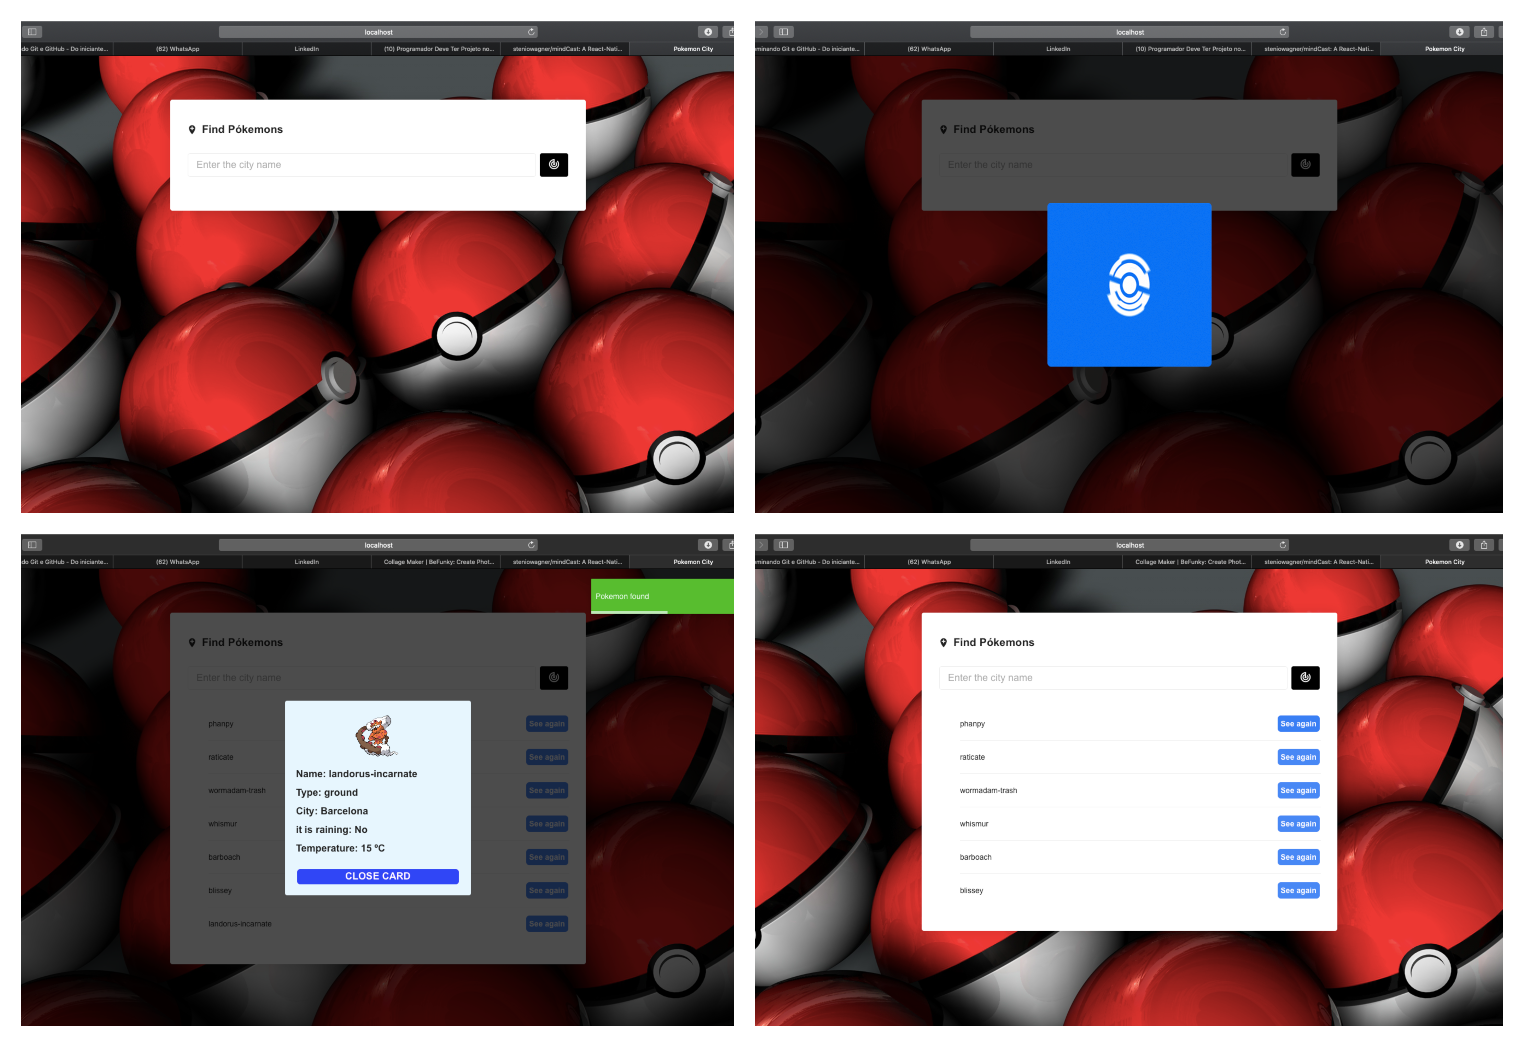 localhost
do Git e GitHub - Do iniciante...
(62) WhatsApp
LinkedIn
(10) Programador Deve Ter Projeto no...
steniowagner/mindCast: A React-Nati...
Pokemon City
Find Pókemons
Enter the city name
localhost
minando Git e GitHub - Do iniciante...
(62) WhatsApp
LinkedIn
(10) Programador Deve Ter Projeto no...
steniowagner/mindCast: A React-Nati...
Pokemon City
Find Pókemons
Enter the city name
localhost
do Git e GitHub - Do iniciante...
(62) WhatsApp
LinkedIn
Collage Maker | BeFunky: Create Phot...
steniowagner/mindCast: A React-Nati...
Pokemon City
Pokemon found
Find Pókemons
Enter the city name
phanpy
See again
raticate
See again
wormadam-trash
See again
whismur
See again
barboach
See again
blissey
See again
landorus-incarnate
See again
Name: landorus-incarnate
Type: ground
City: Barcelona
it is raining: No
Temperature: 15 ºC
CLOSE CARD
localhost
minando Git e GitHub - Do iniciante...
(62) WhatsApp
LinkedIn
Collage Maker | BeFunky: Create Phot...
steniowagner/mindCast: A React-Nati...
Pokemon City
Find Pókemons
Enter the city name
phanpy
See again
raticate
See again
wormadam-trash
See again
whismur
See again
barboach
See again
blissey
See again